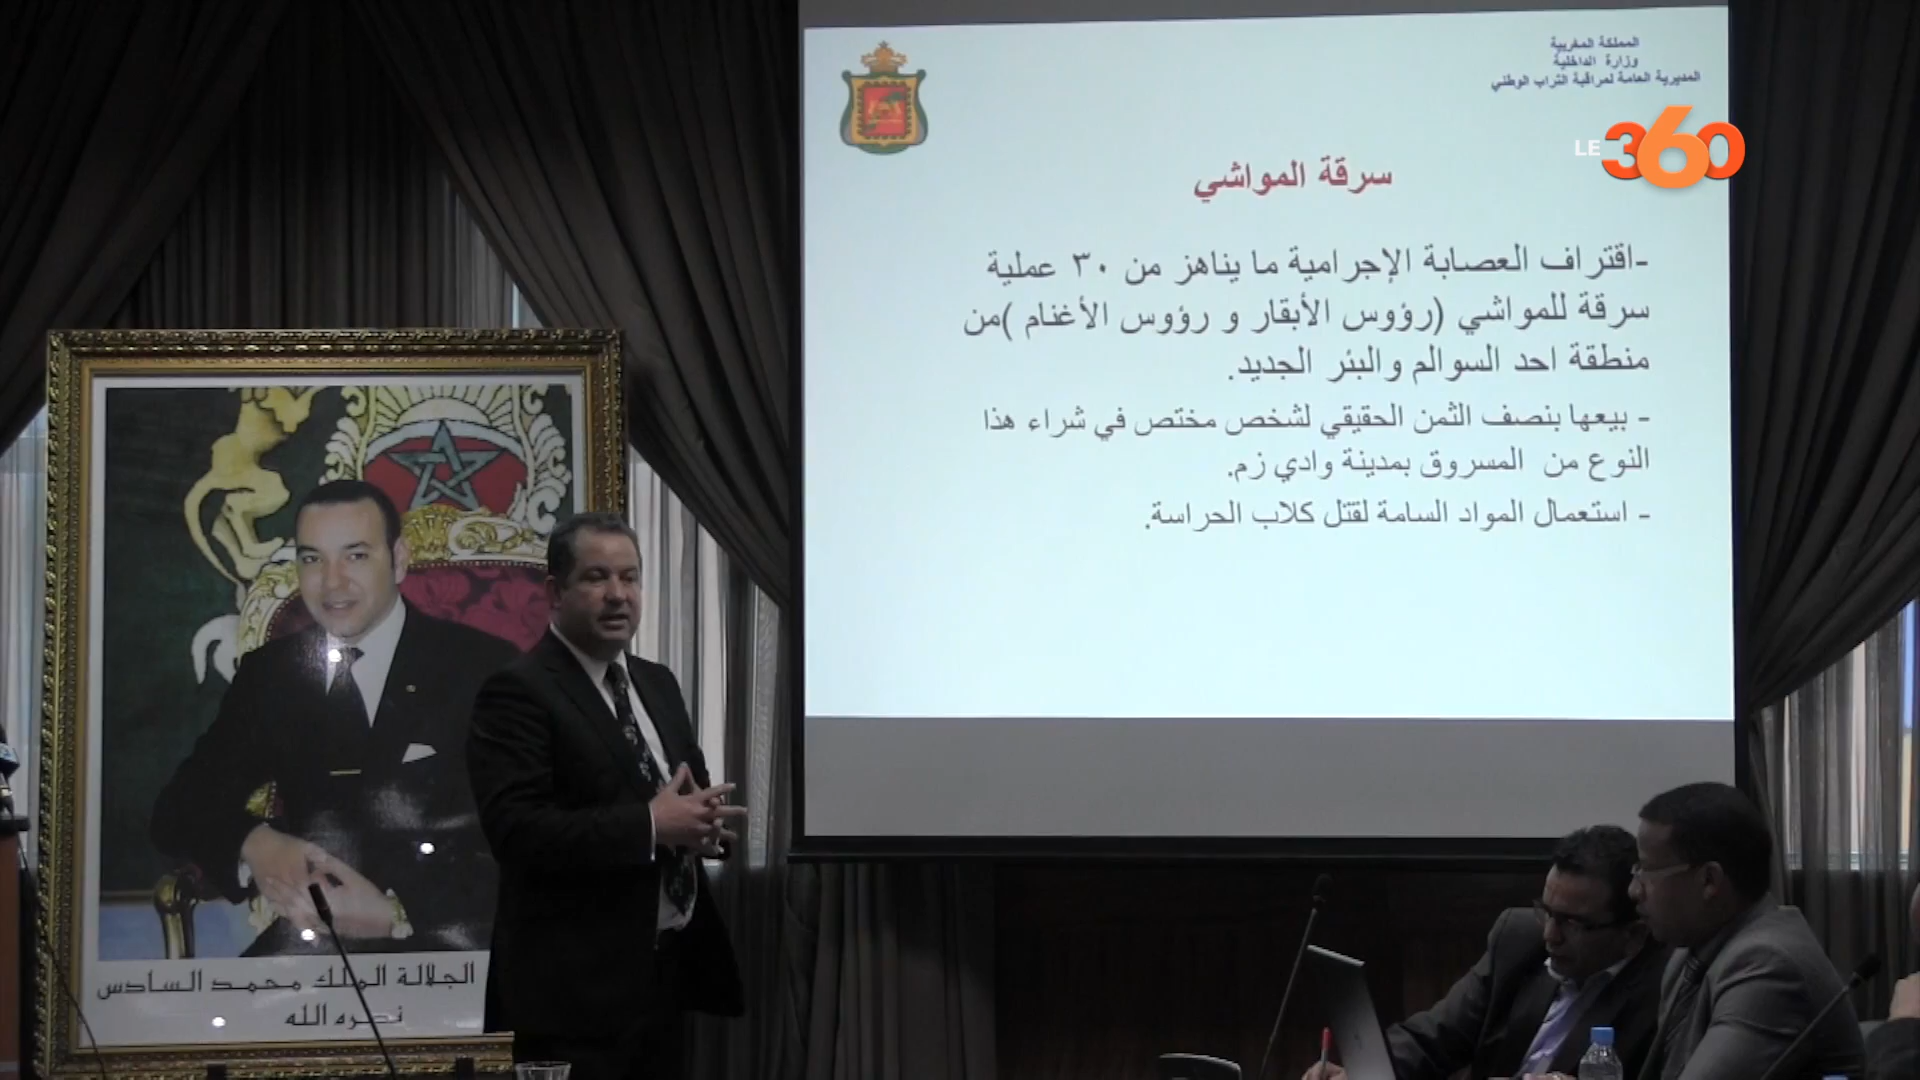 المملكة المغربية
وزارة الداخلية
المديرية العامة لمراقبة التراب الوطني
LE 360
سرقة المواشي
-اقتراف العصابة الإجرامية ما يناهز من ٣٠ عملية
سرقة للمواشي (رؤوس الأبقار و رؤوس الأغنام )من
منطقة احد السوالم والبئر الجديد.
- بيعها بنصف الثمن الحقيقي لشخص مختص في شراء هذا
النوع من المسروق بمدينة وادي زم.
- استعمال المواد السامة لقتل كلاب الحراسة.
الجلالة الملك محمد السادس
نصره الله